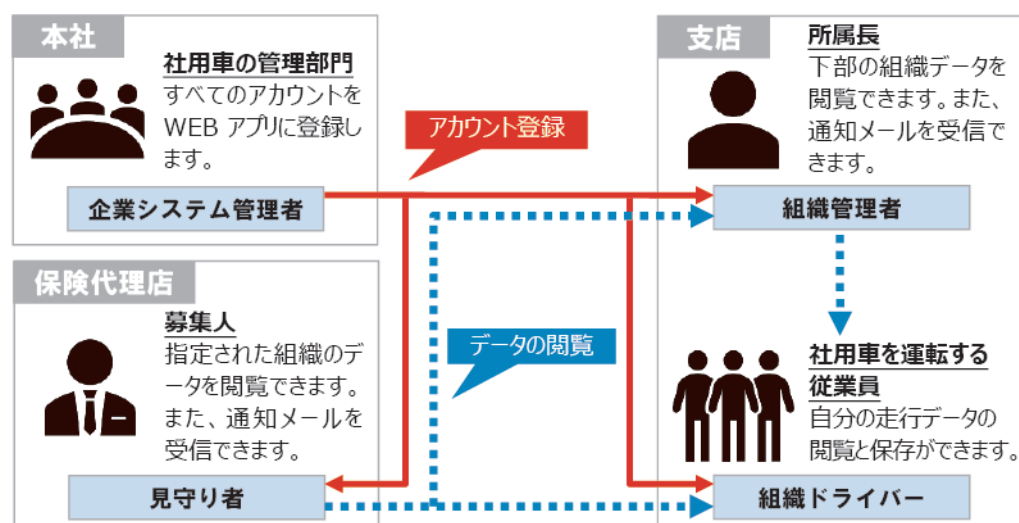 本社
社用車の管理部門
すべてのアカウントを
WEB アプリに登録し
ます。
企業システム管理者
アカウント登録
支店
所属長
下部の組織データを
閲覧できます。また、
通知メールを受信で
きます。
組織管理者
保険代理店
募集人
指定された組織のデ
ータを閲覧できます。
また、通知メールを
受信できます。
見守り者
データの閲覧
社用車を運転する
従業員
自分の走行データの
閲覧と保存ができます。
組織ドライバー